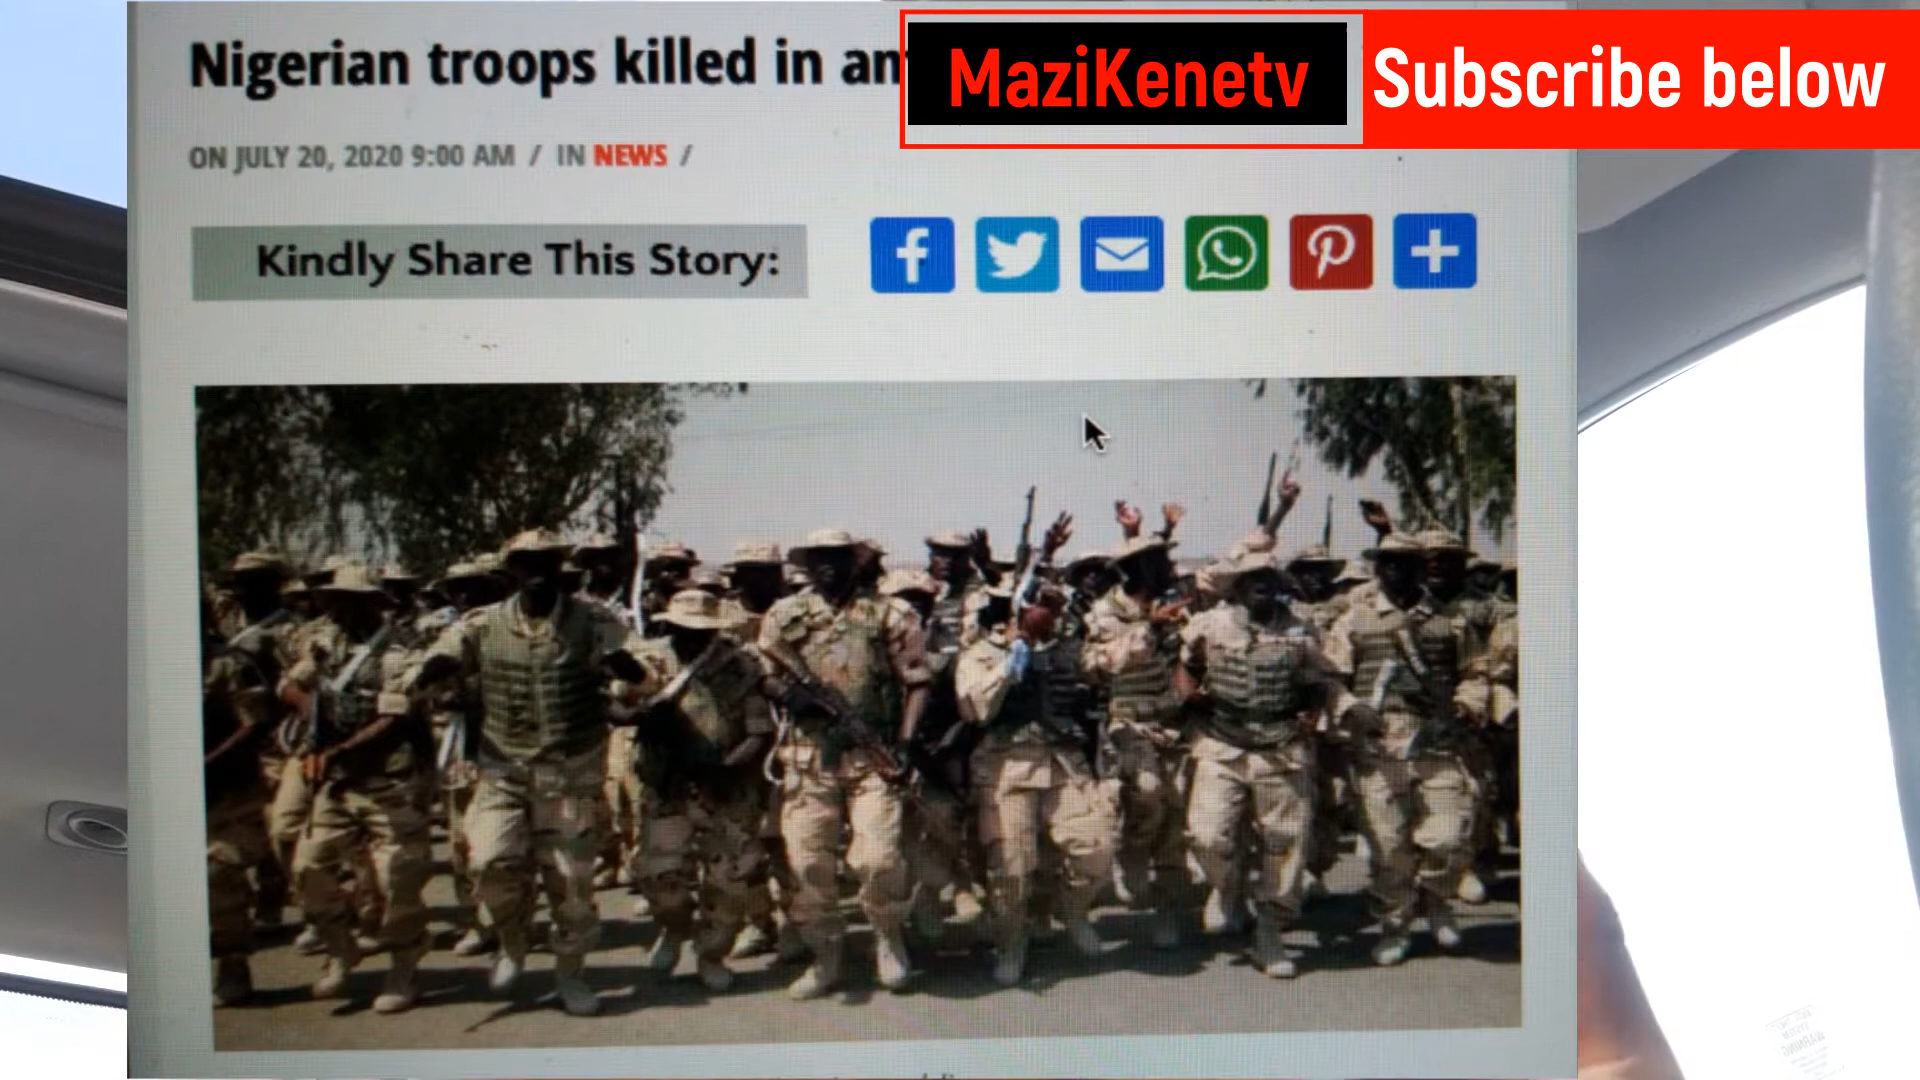 Nigerian troops killed in
MaziKenetv
Subscribe below
ON JULY 20, 2020 9:00 AM / IN NEWS /
Kindly Share This Story:
WARNING